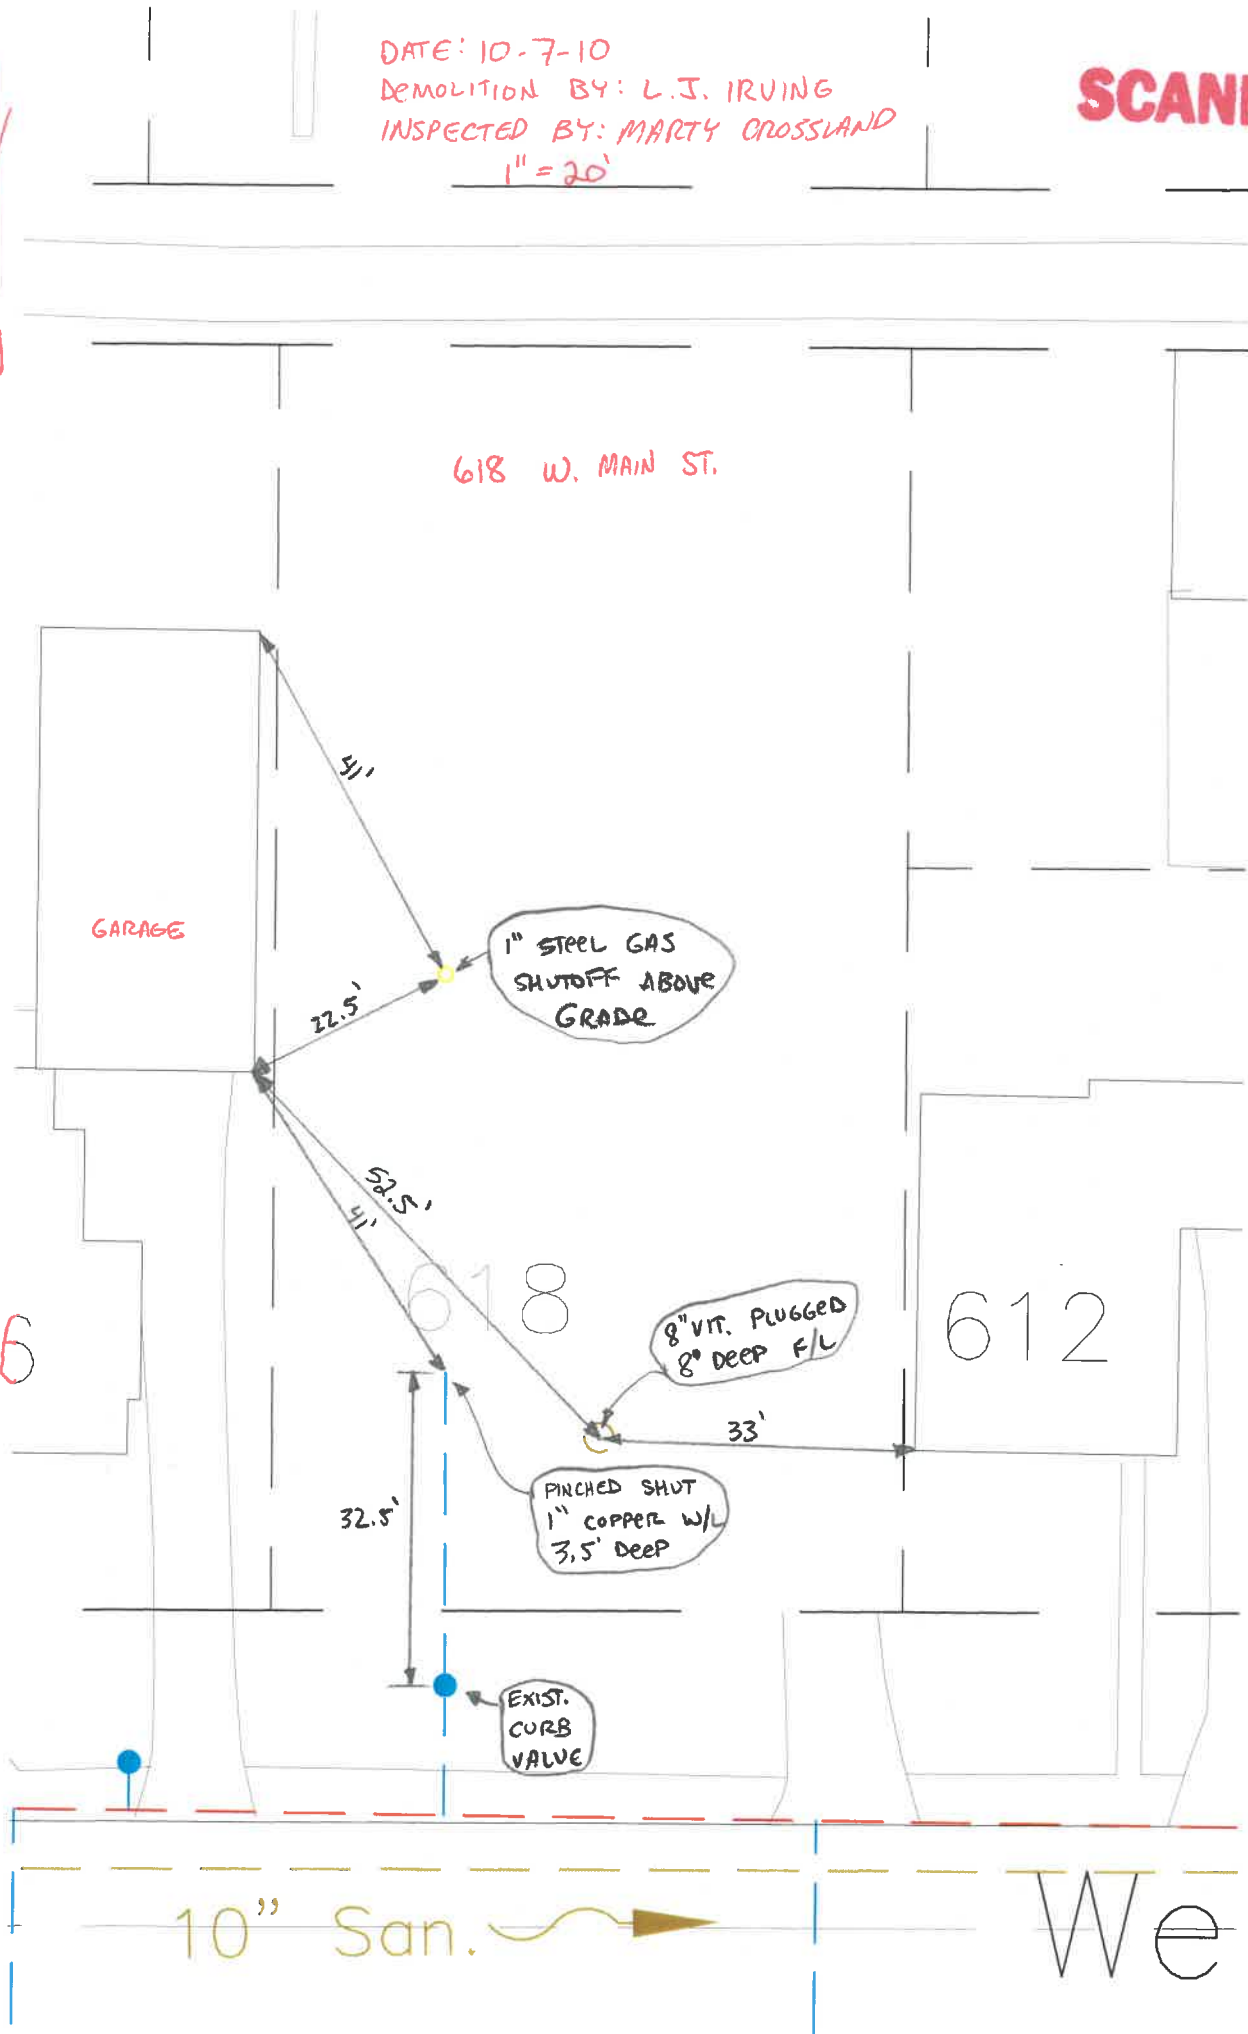 DATE: 10-7-10
DEMOLITION BY: L.J. IRVING
INSPECTED BY: MARTY CROSSLAND
1" = 20'
SCAN
618 W. MAIN ST.
41'
GARAGE
1" STEEL GAS
SHUTOFF ABOVE
GRADE
22.5'
52.5'
41'
618
8" VIT. PLUGGED
8" DEEP F/L
612
6
33'
PINCHED SHUT
1" COPPER W/L
3.5' DEEP
32.5'
EXIST.
CURB
VALUE
10" San.
We